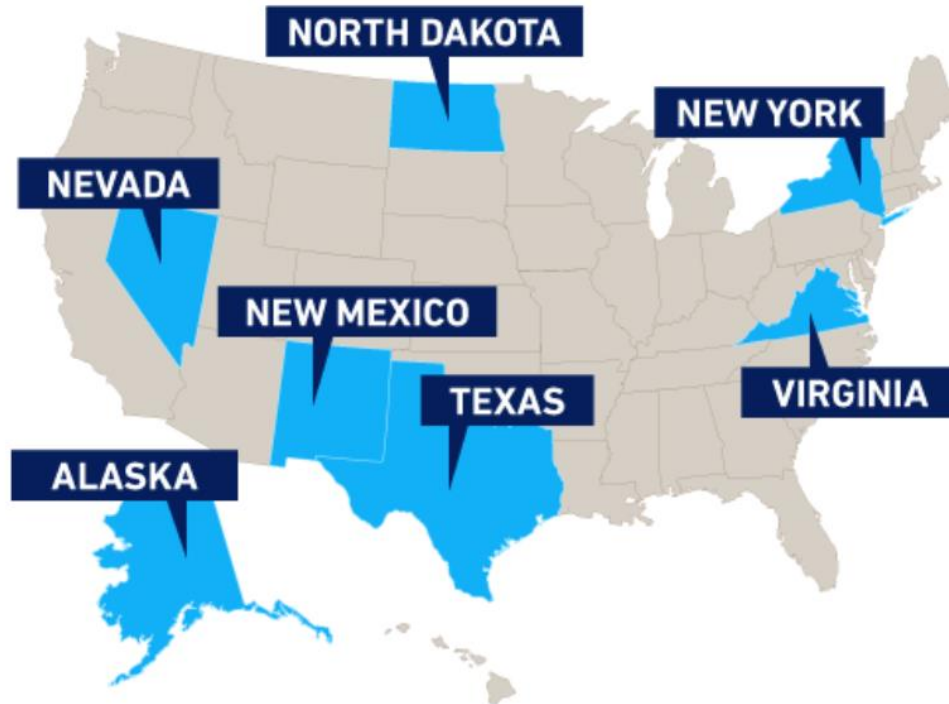 NORTH DAKOTA
NEW YORK
NEVADA
NEW MEXICO
TEXAS
VIRGINIA
ALASKA